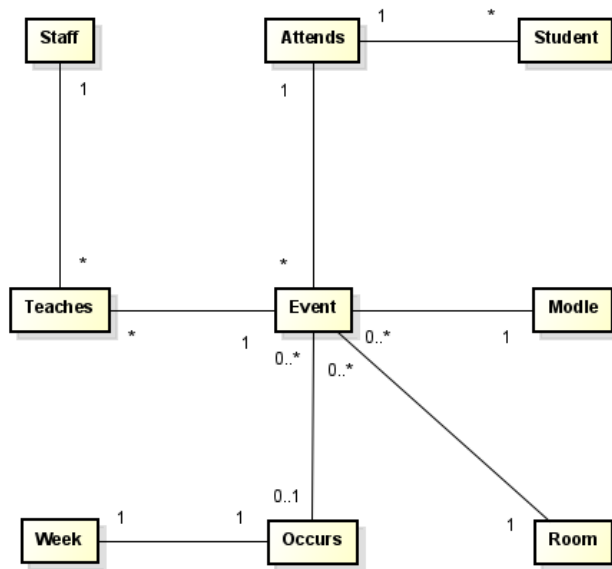 1 *
Staff Attends Student
1 1
* *
Teaches Event Modle
* 1 0..* 1
0..* 0..*
0..1
1 1 1
Week Occurs Room